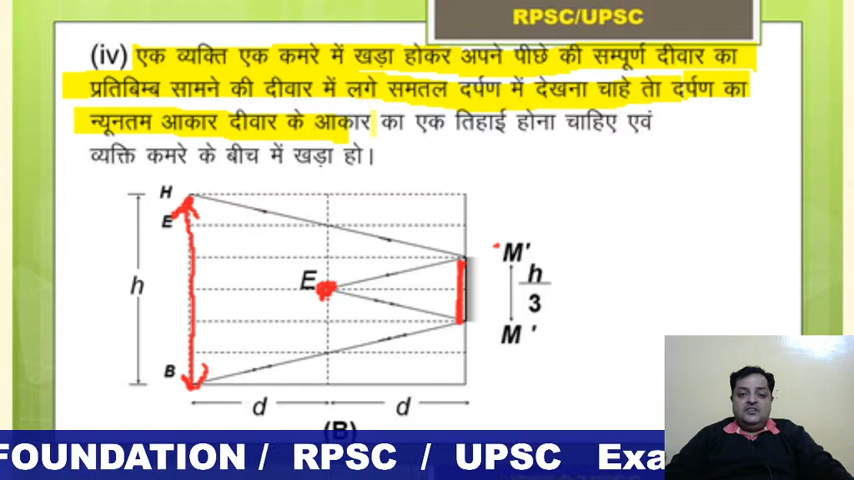 RPSC/UPSC
(iv) एक व्यक्ति एक कमरे में खड़ा होकर अपने पीछे की सम्पूर्ण दीवार का
प्रतिबिम्ब सामने की दीवार में लगे समतल दर्पण में देखना चाहे तेा दर्पण का
न्यूनतम आकार दीवार के आकार का एक तिहाई होना चाहिए एवं
व्यक्ति कमरे के बीच में खड़ा हो।
H
E
h
E
M'
h
3
M'
B
d
d
(B)
FOUNDATION / RPSC / UPSC Exa